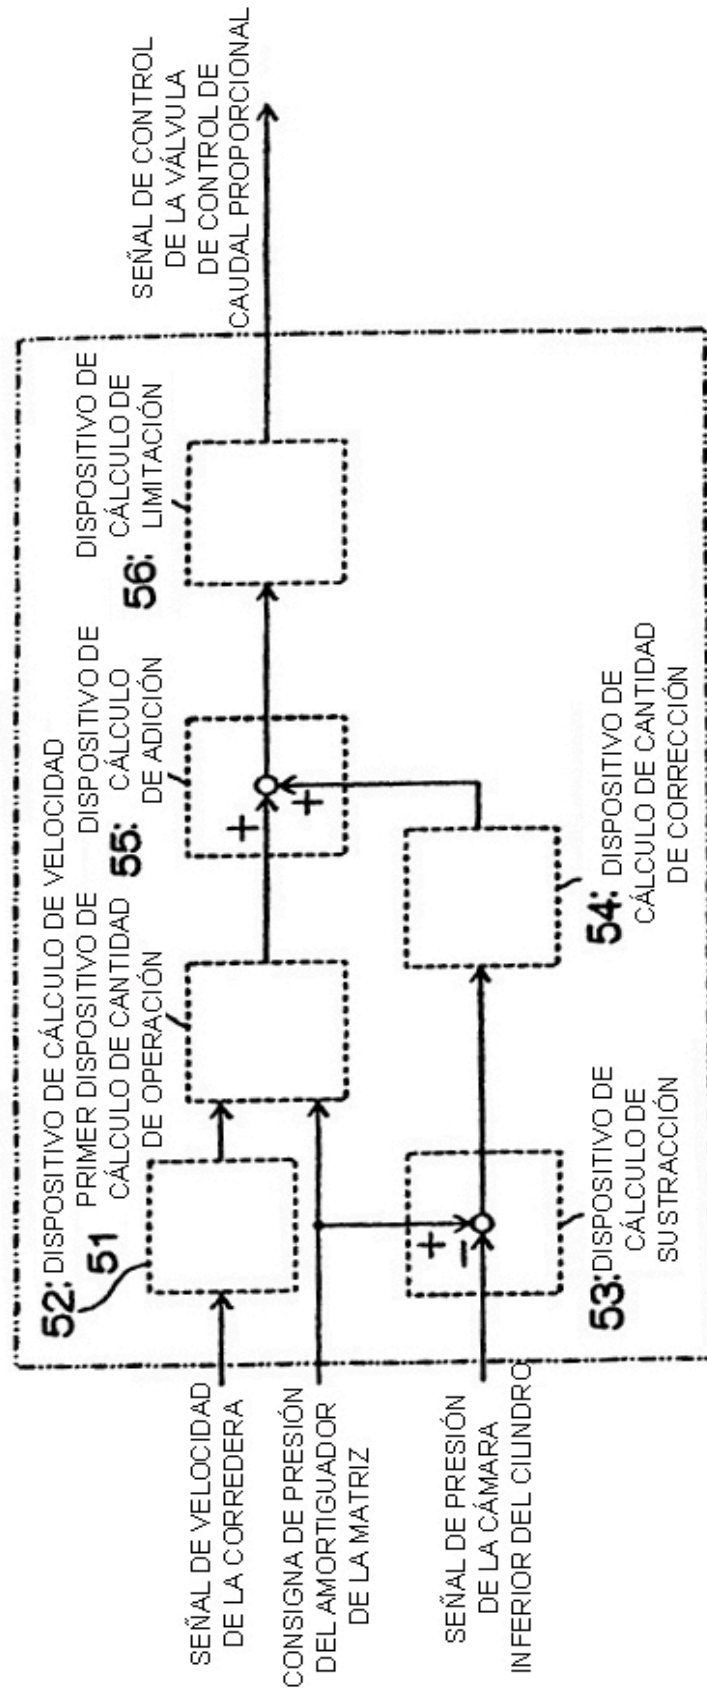 SEÑAL DE VELOCIDAD
DE LA CORREDERA
CONSIGNA DE PRESIÓN
DEL AMORTIGUADOR
DE LA MATRIZ
SEÑAL DE PRESIÓN
DE LA CÁMARA
INFERIOR DEL CILINDRO
52: DISPOSITIVO DE CÁLCULO DE VELOCIDAD
51
PRIMER DISPOSITIVO DE
CÁLCULO DE CANTIDAD
DE OPERACIÓN
+
-
53: DISPOSITIVO DE
CÁLCULO DE
SUSTRACCIÓN
54: DISPOSITIVO DE
CÁLCULO DE CANTIDAD
DE CORRECCIÓN
55: DISPOSITIVO DE
CÁLCULO
DE ADICIÓN
+
+
56: DISPOSITIVO DE
CÁLCULO DE
LIMITACIÓN
SEÑAL DE CONTROL
DE LA VÁLVULA
DE CONTROL DE
CAUDAL PROPORCIONAL